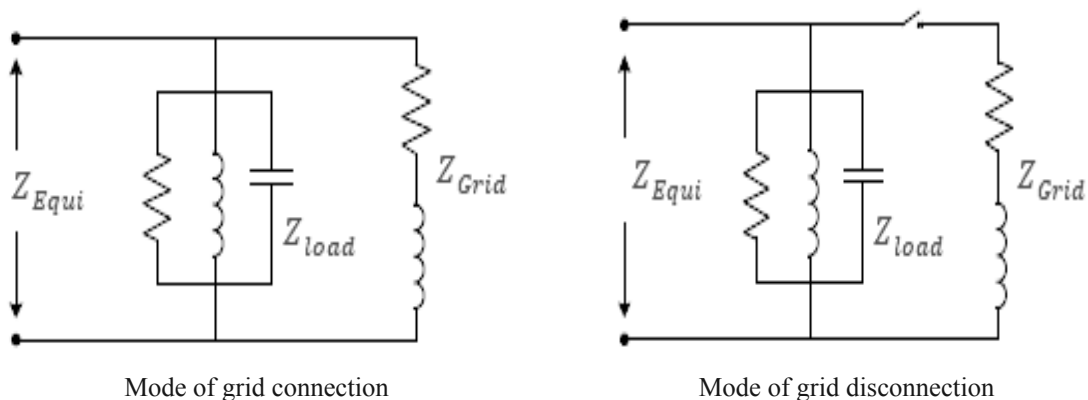 Z_Equi
Z_load
Z_Grid
Mode of grid connection
Z_Equi
Z_load
Z_Grid
Mode of grid disconnection